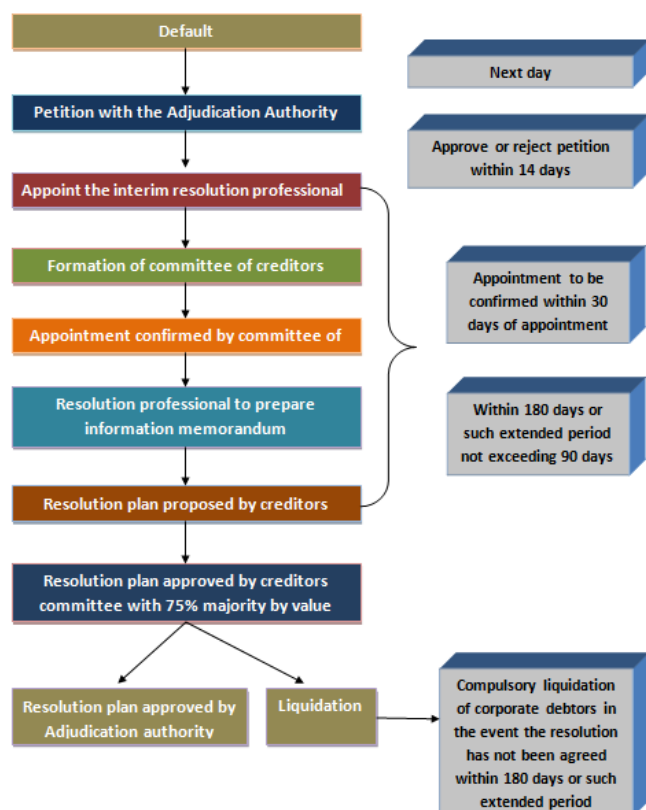 Default
Next day
Petition with the Adjudication Authority
Approve or reject petition
within 14 days
Appoint the interim resolution professional
Formation of committee of creditors
Appointment to be
confirmed within 30
days of appointment
Appointment confirmed by committee of
Resolution professional to prepare
information memorandum
Within 180 days or
such extended period
not exceeding 90 days
Resolution plan proposed by creditors
Resolution plan approved by creditors
committee with 75% majority by value
Resolution plan approved by
Adjudication authority
Liquidation
Compulsory liquidation
of corporate debtors in
the event the resolution
has not been agreed
within 180 days or such
extended period